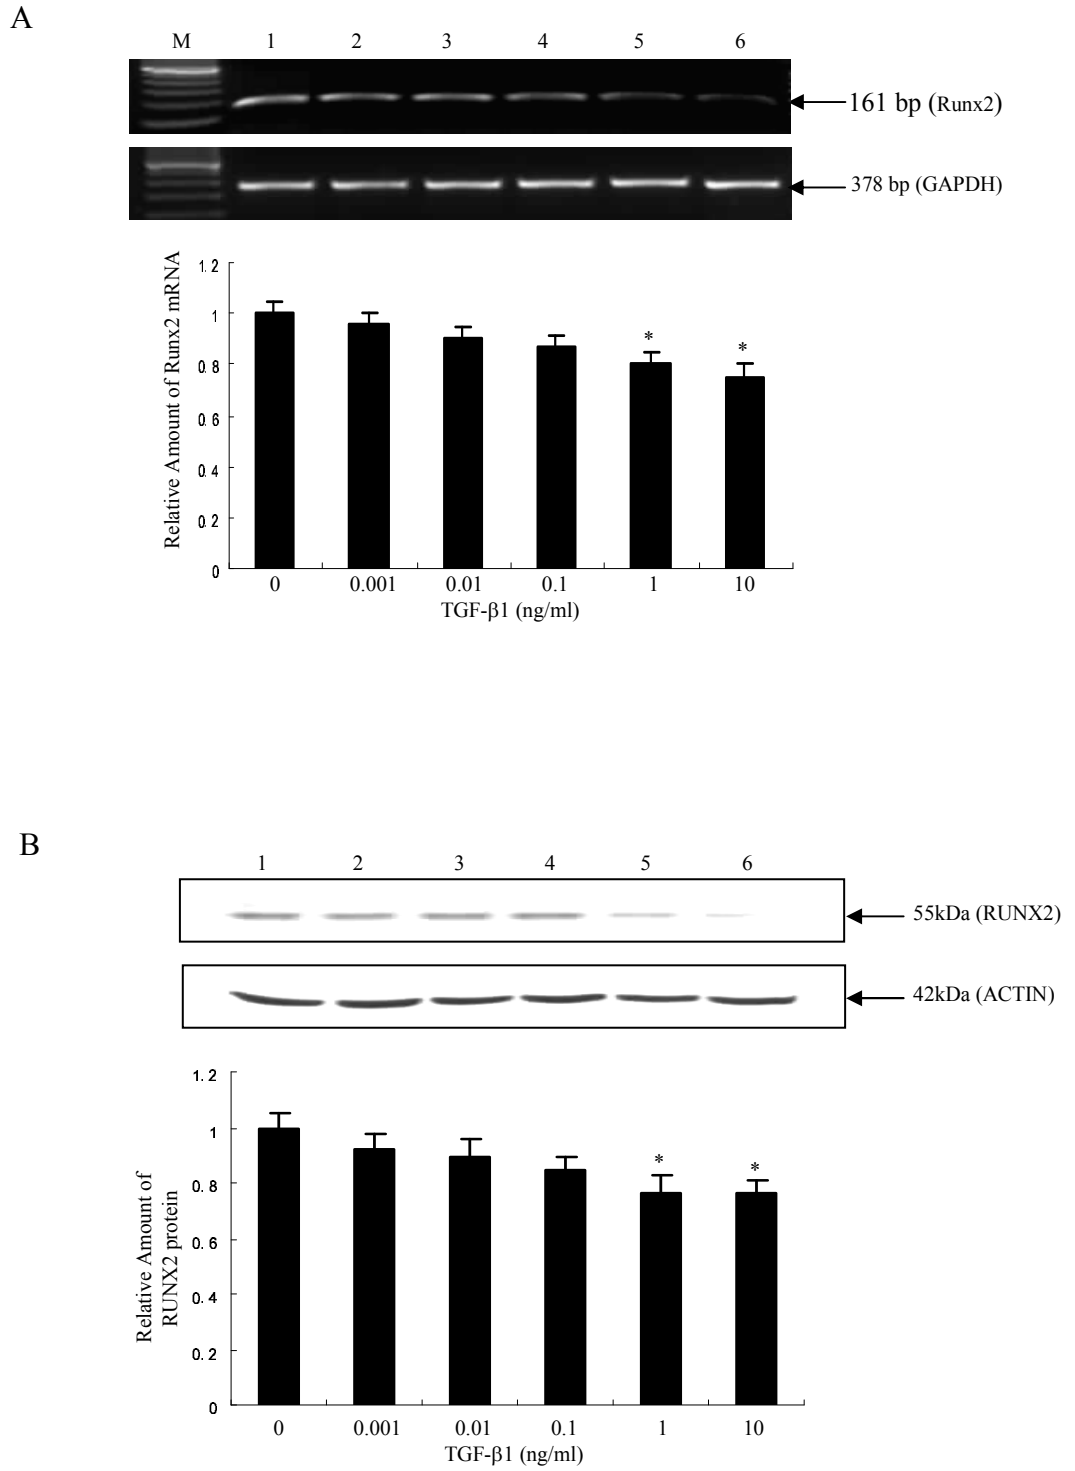 A
M 1 2 3 4 5 6
161 bp (Runx2)
378 bp (GAPDH)
Relative Amount of Runx2 mRNA
1.2
1
0.8
0.6
0.4
0.2
0
*
*
0 0.001 0.01 0.1 1 10
TGF-β1 (ng/ml)
B
1 2 3 4 5 6
55kDa (RUNX2)
42kDa (ACTIN)
Relative Amount of
RUNX2 protein
1.2
1
0.8
0.6
0.4
0.2
0
*
*
0 0.001 0.01 0.1 1 10
TGF-β1 (ng/ml)